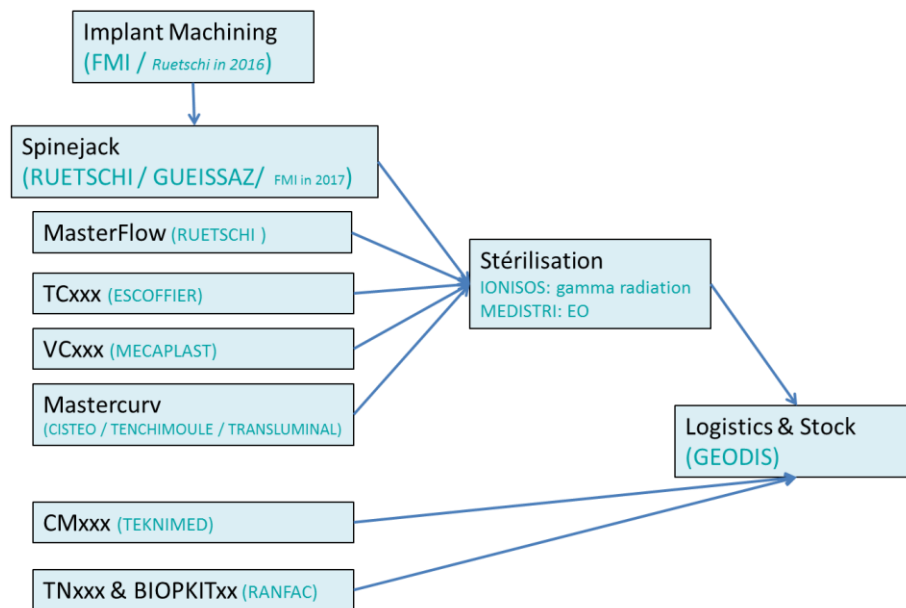 Implant Machining
(FMI / Ruetschi in 2016)
Spinejack
(RUETSCHI / GUEISSAZ/ FMI in 2017)
MasterFlow (RUETSCHI )
TCxxx (ESCOFFIER)
VCxxx (MECAPLAST)
Mastercurv
(CISTEO / TENCHIMOULE / TRANSLUMINAL)
Stérilisation
IONISOS: gamma radiation
MEDISTRI: EO
Logistics & Stock
(GEODIS)
CMxxx (TEKNIMED)
TNxxx & BIOPKITxx (RANFAC)